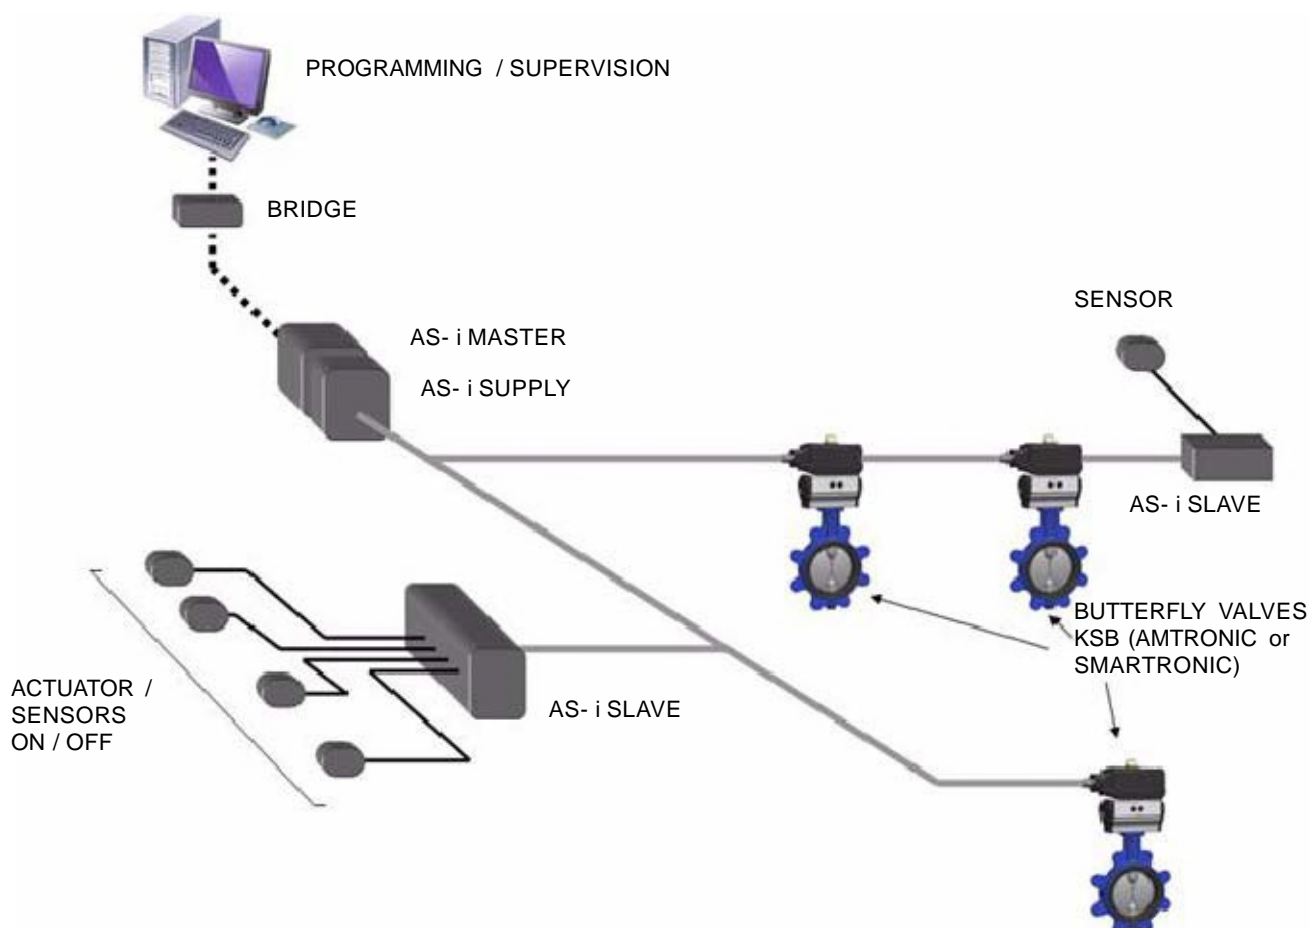 PROGRAMMING / SUPERVISION
BRIDGE
SENSOR
AS- i MASTER
AS- i SUPPLY
AS- i SLAVE
BUTTERFLY VALVES
KSB (AMTRONIC or
SMARTRONIC)
ACTUATOR /
SENSORS
ON / OFF
AS- i SLAVE